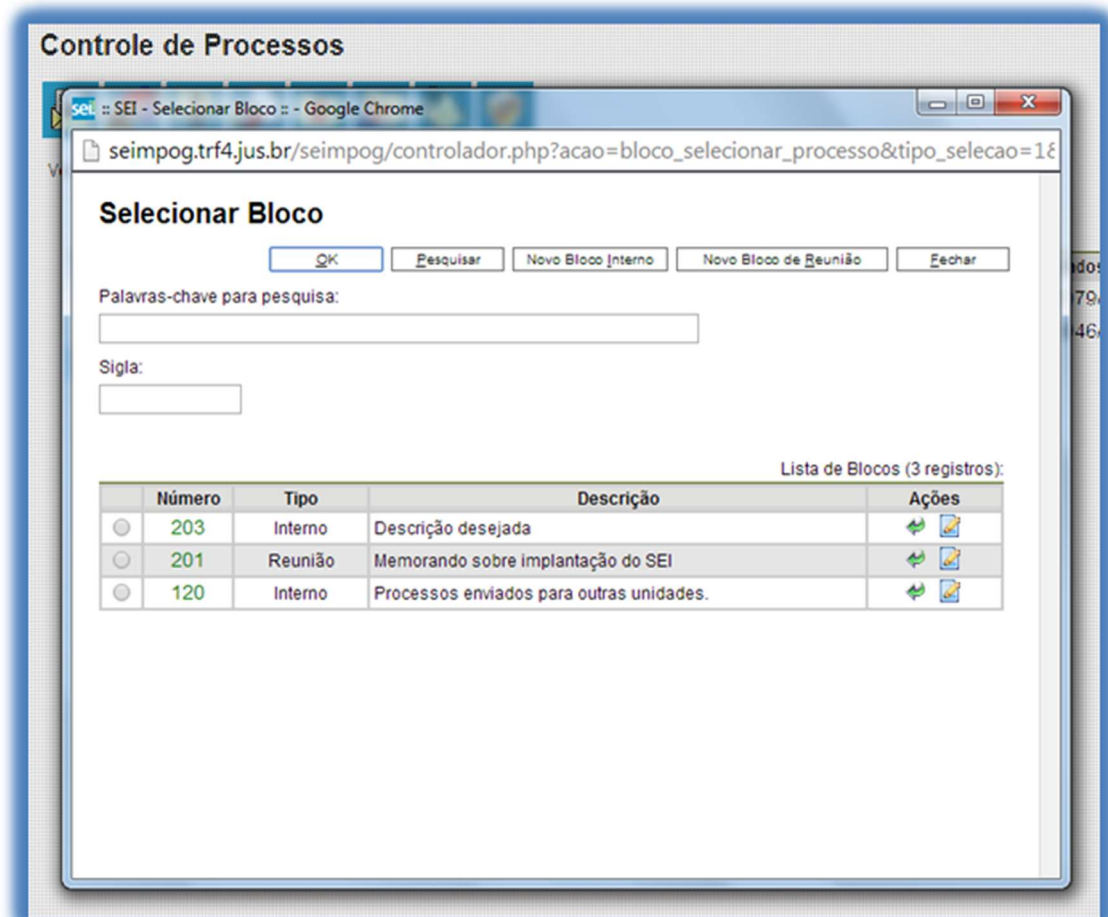 Controle de Processos
sei. :: SEI - Selecionar Bloco :: - Google Chrome
seimpog.trf4.jus.br/seimpog/controlador.php?acao=bloco_selecionar_processo&tipo_selecao=18
Selecionar Bloco
OK Pesquisar Novo Bloco Interno Novo Bloco de Reunião Fechar
Palavras-chave para pesquisa:
Sigla:
Lista de Blocos (3 registros):
Número Tipo Descrição Ações
203 Interno Descrição desejada
201 Reunião Memorando sobre implantação do SEI
120 Interno Processos enviados para outras unidades.